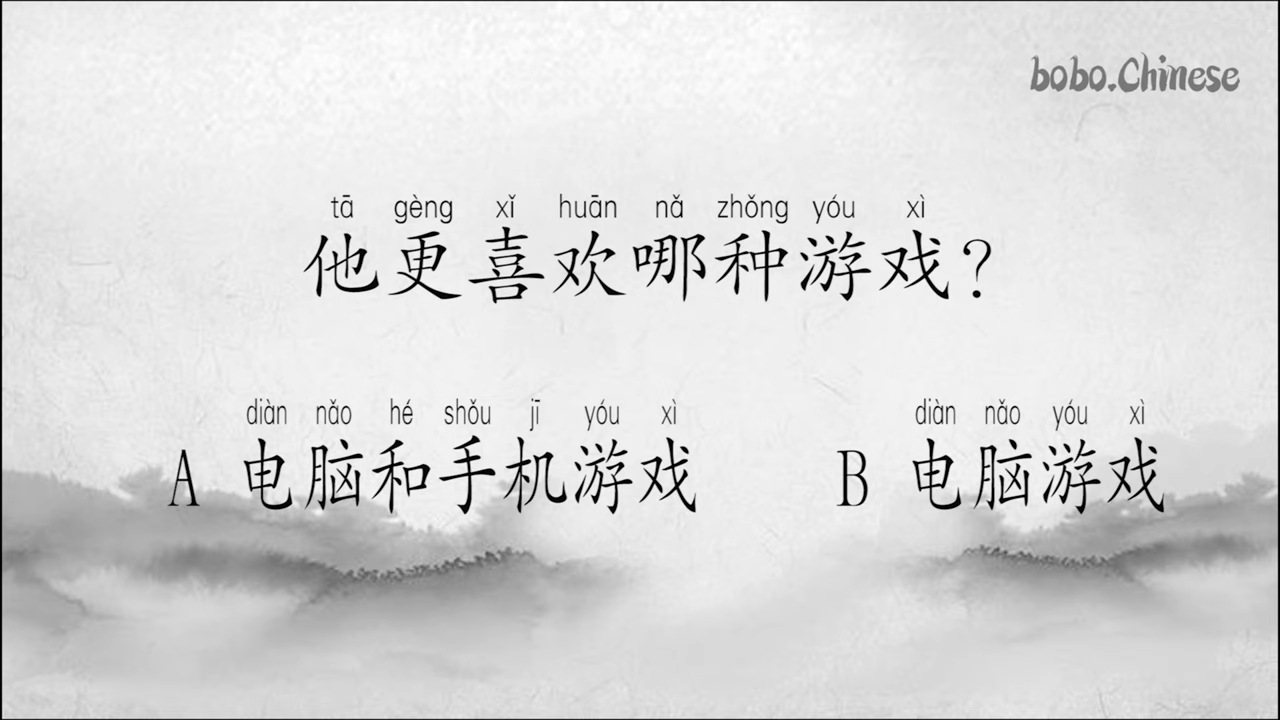 bobo.Chinese
tā gèng xǐ huān nǎ zhǒng yóu xì
他更喜欢哪种游戏？
diàn nǎo hé shǒu jī yóu xì
A 电脑和手机游戏
diàn nǎo yóu xì
B 电脑游戏